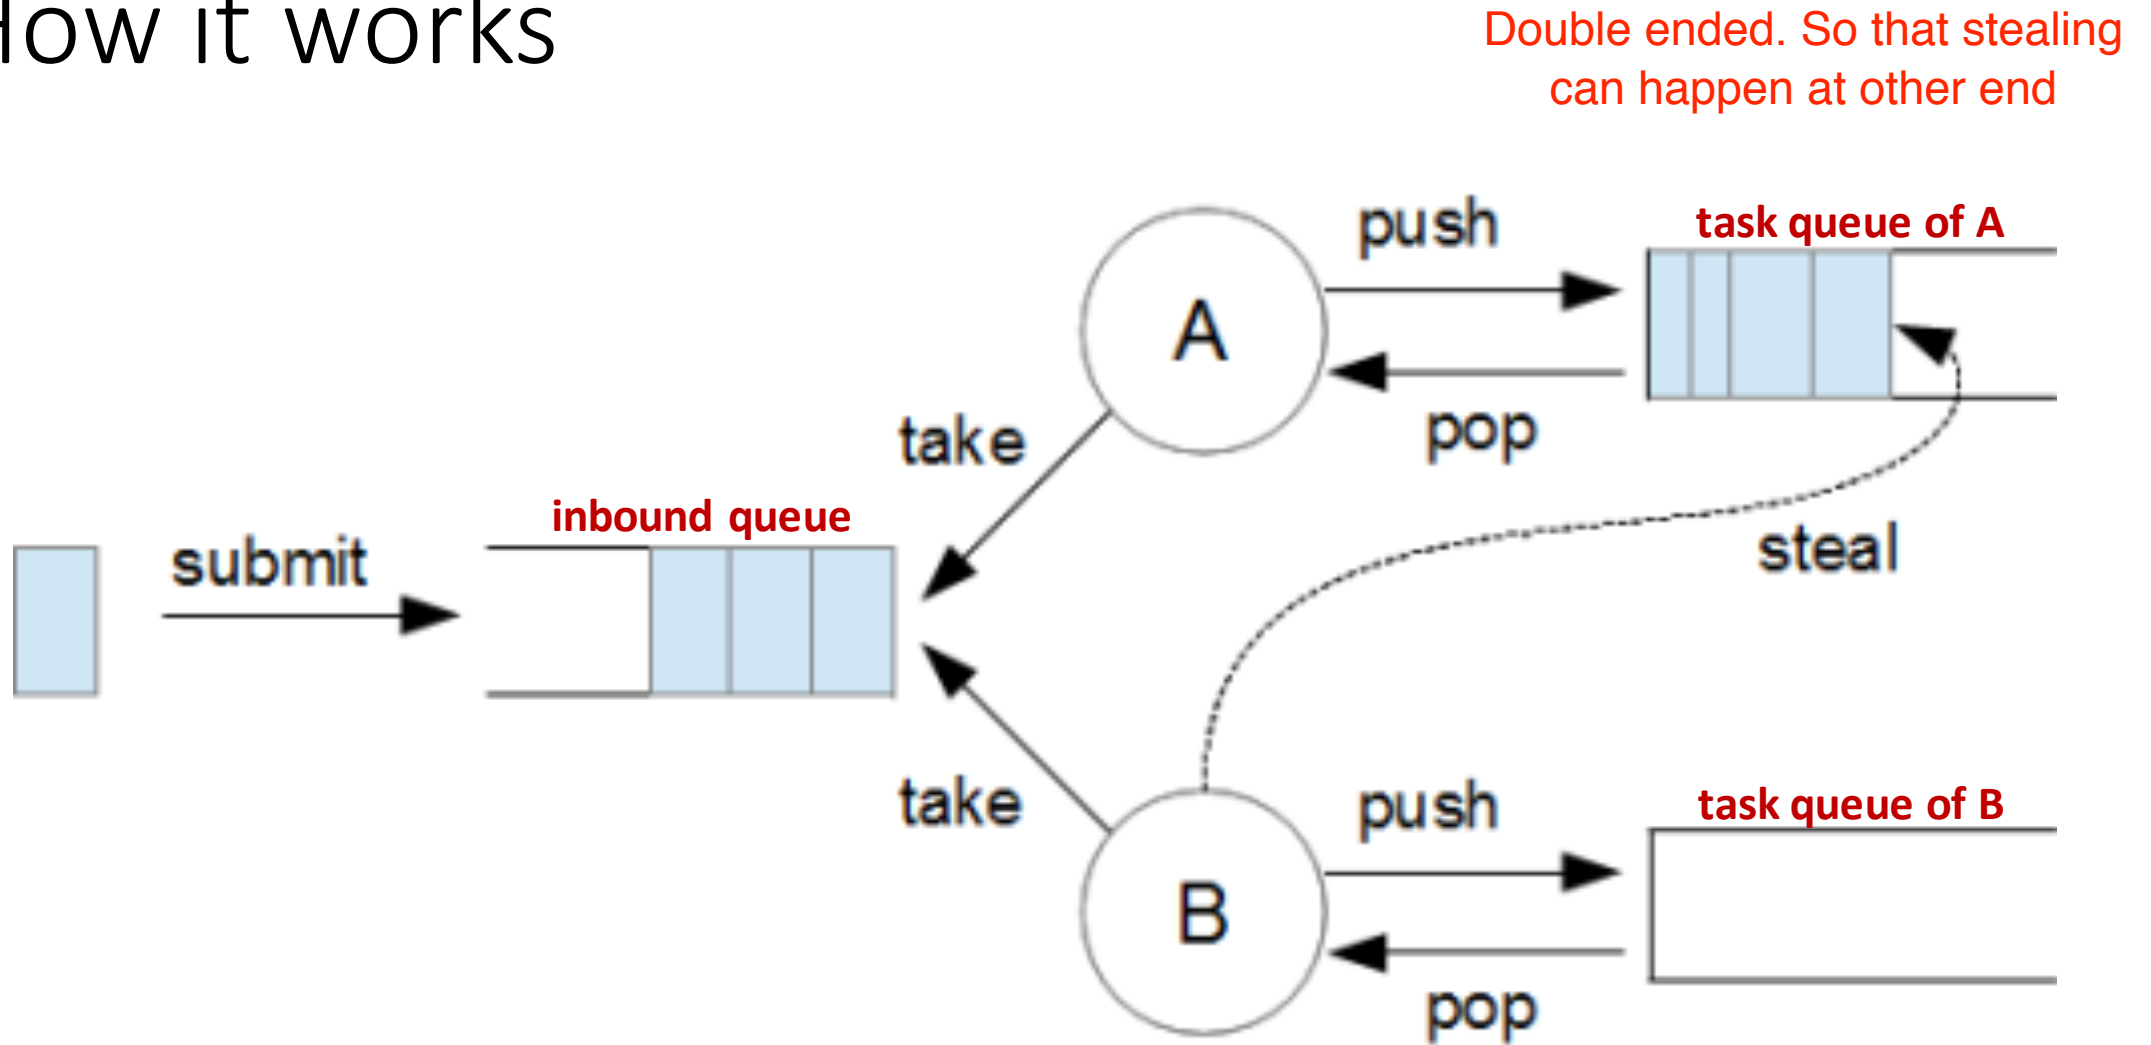 How it works
Double ended. So that stealing
can happen at other end
push
task queue of A
A
pop
take
inbound queue
submit
steal
take
push
task queue of B
B
pop